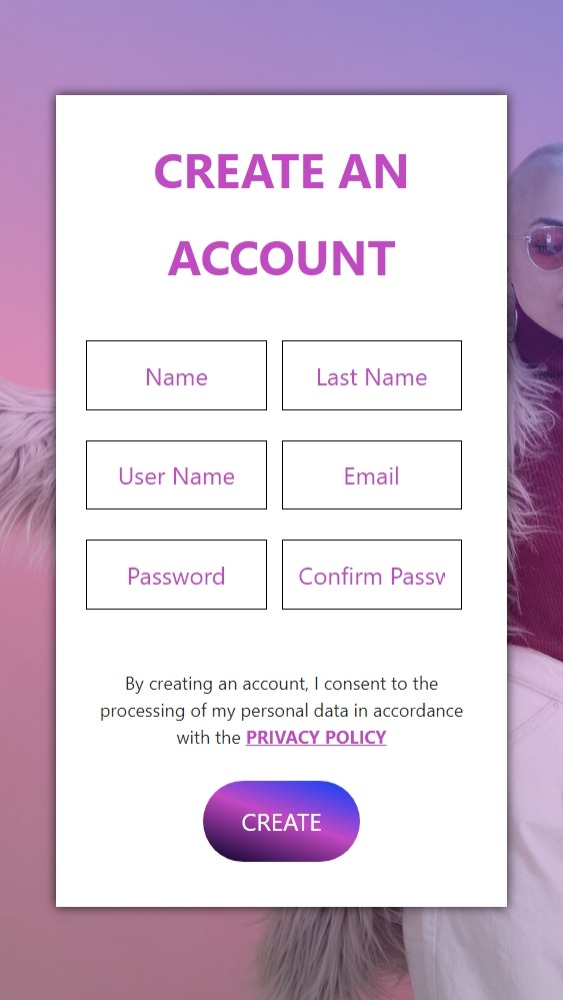 CREATE AN
ACCOUNT
Name
Last Name
User Name
Email
Password
Confirm Passw
By creating an account, I consent to the
processing of my personal data in accordance
with the PRIVACY POLICY
CREATE